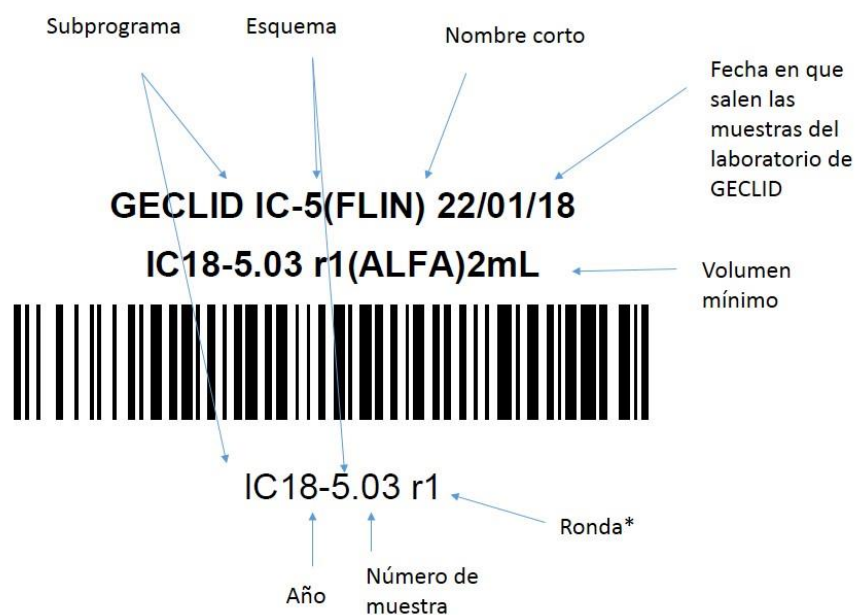 Subprograma
Esquema
Nombre corto
Fecha en que
salen las
muestras del
laboratorio de
GECLID
GECLID IC-5(FLIN) 22/01/18
IC18-5.03 r1(ALFA)2mL
Volumen
mínimo
IC18-5.03 r1
Ronda*
Año
Número de
muestra